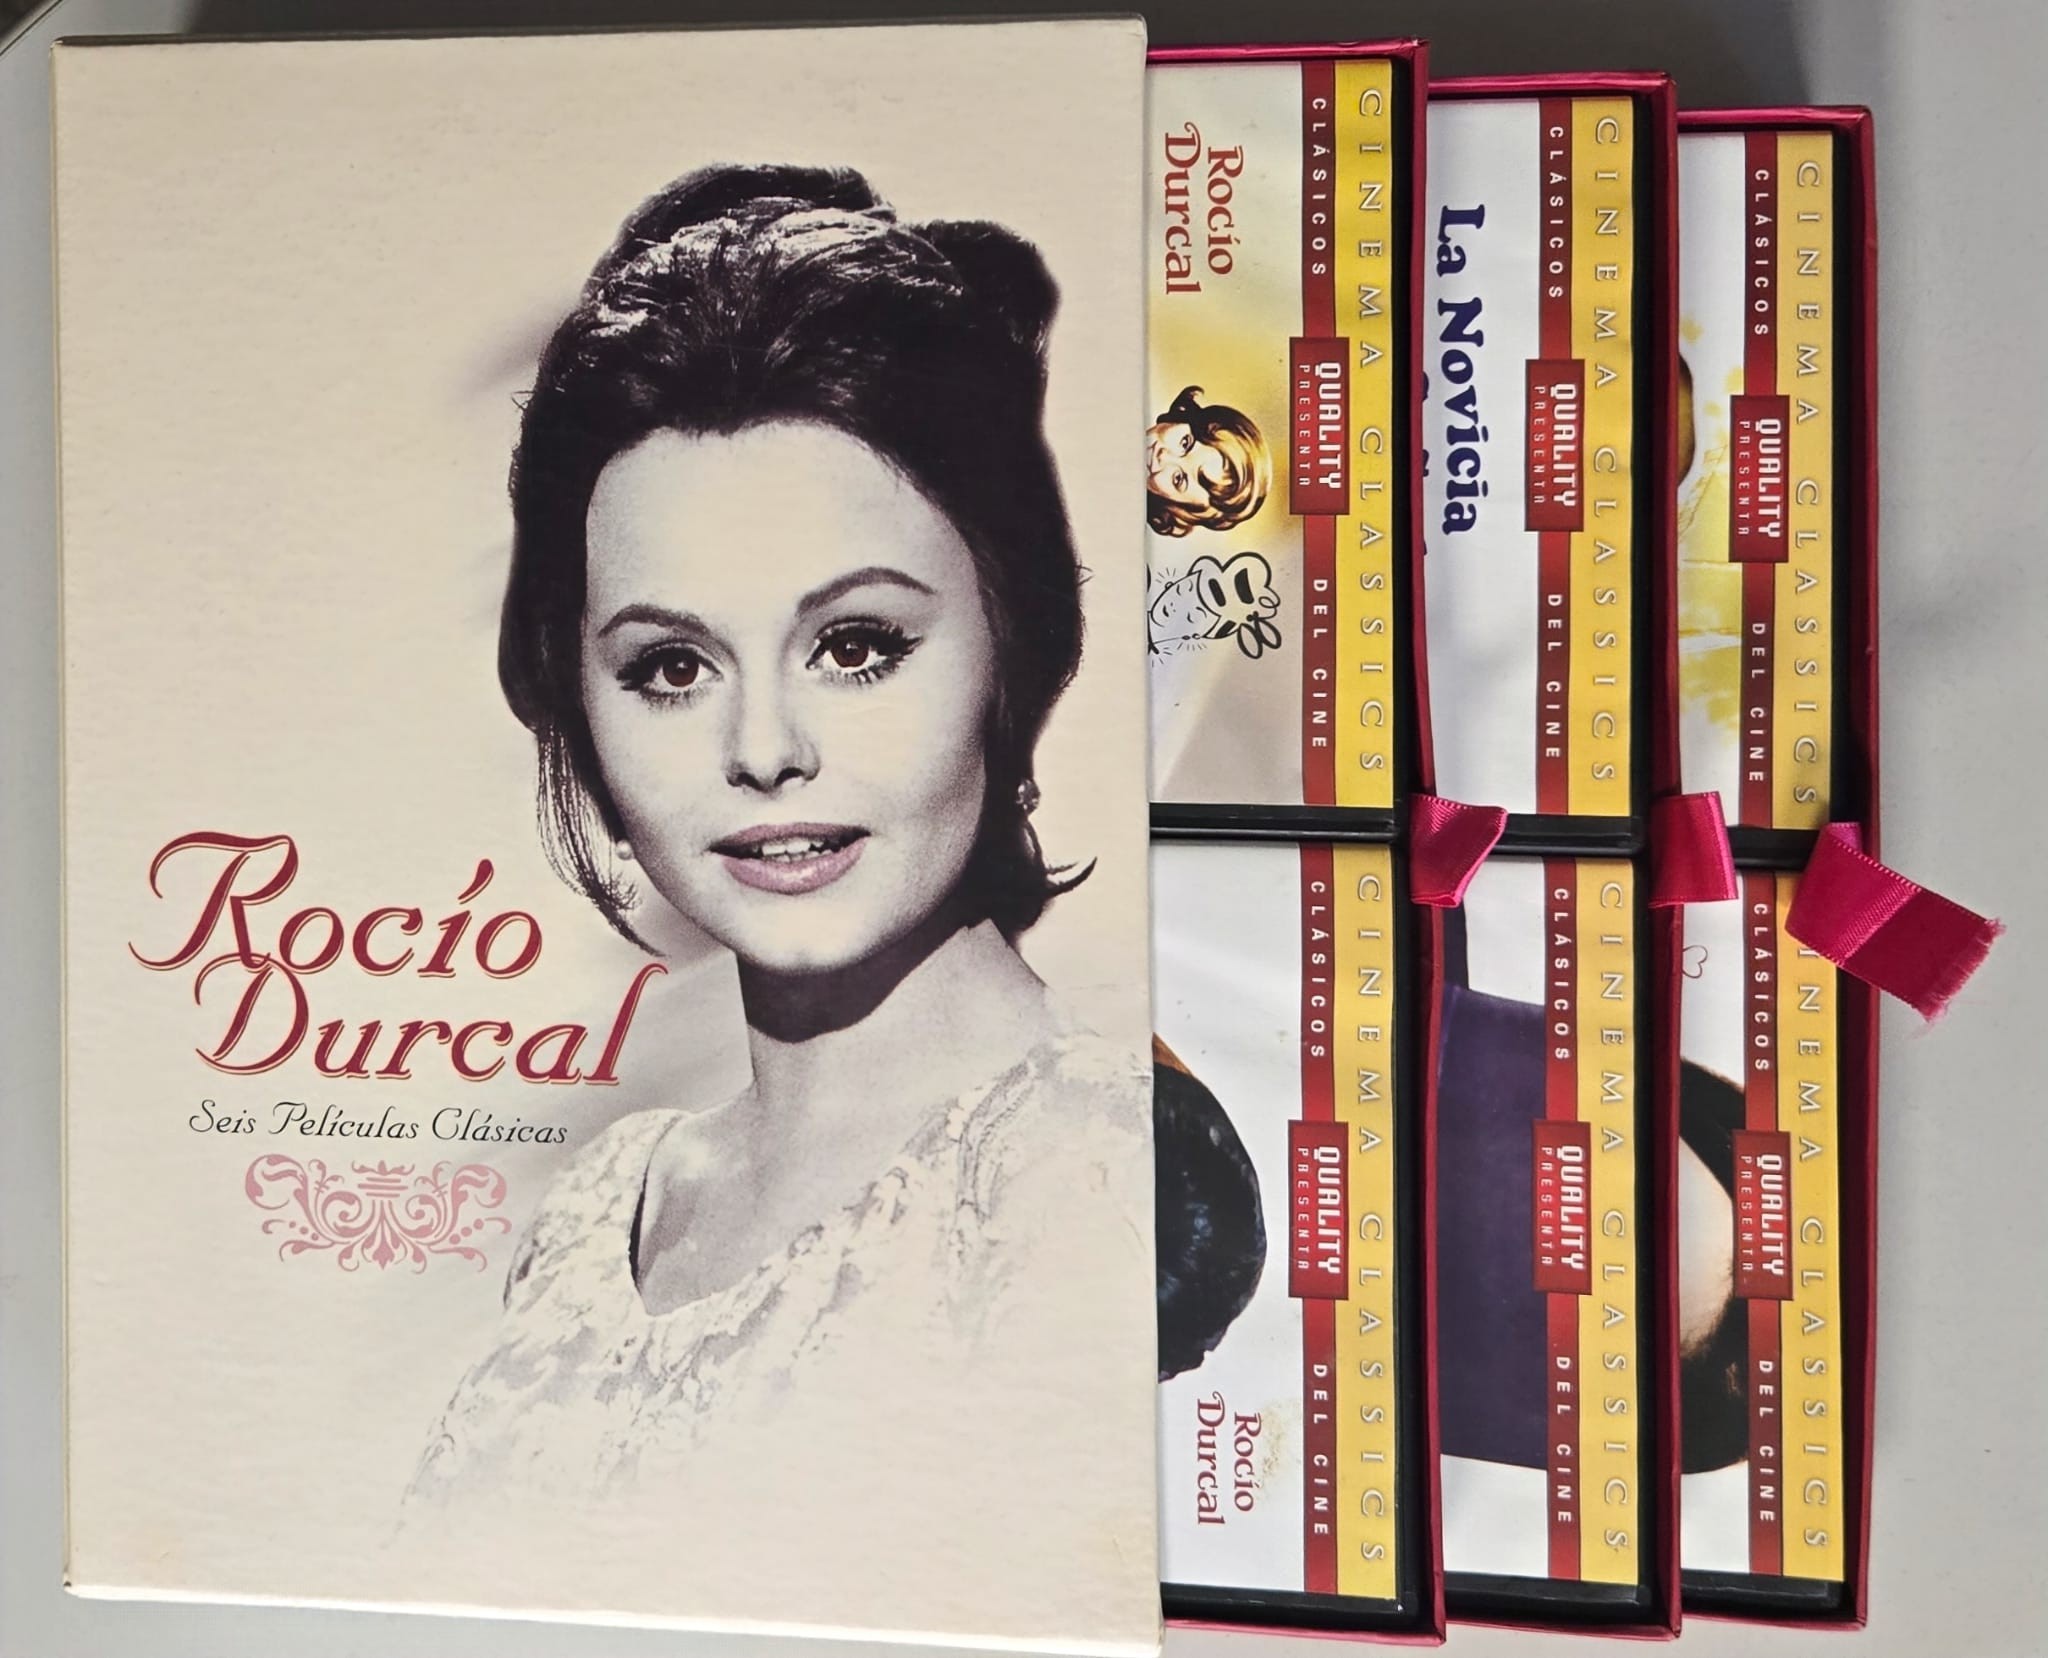 Rocío
Durcal
Seis Películas Clásicas
Rocío
Durcal
CLÁSICOS
QUALITY
PRESENTA
DEL CINE
CINEMA CLASSICS
La Novicia
CLÁSICOS
QUALITY
PRESENTA
DEL CINE
CINEMA CLASSICS
CLÁSICOS
QUALITY
PRESENTA
DEL CINE
CINEMA CLASSICS
Rocío
Durcal
CLÁSICOS
QUALITY
PRESENTA
DEL CINE
CINEMA CLASSICS
CLÁSICOS
QUALITY
PRESENTA
DEL CINE
CINEMA CLASSICS
CLÁSICOS
QUALITY
PRESENTA
DEL CINE
INEMA CLASSICS